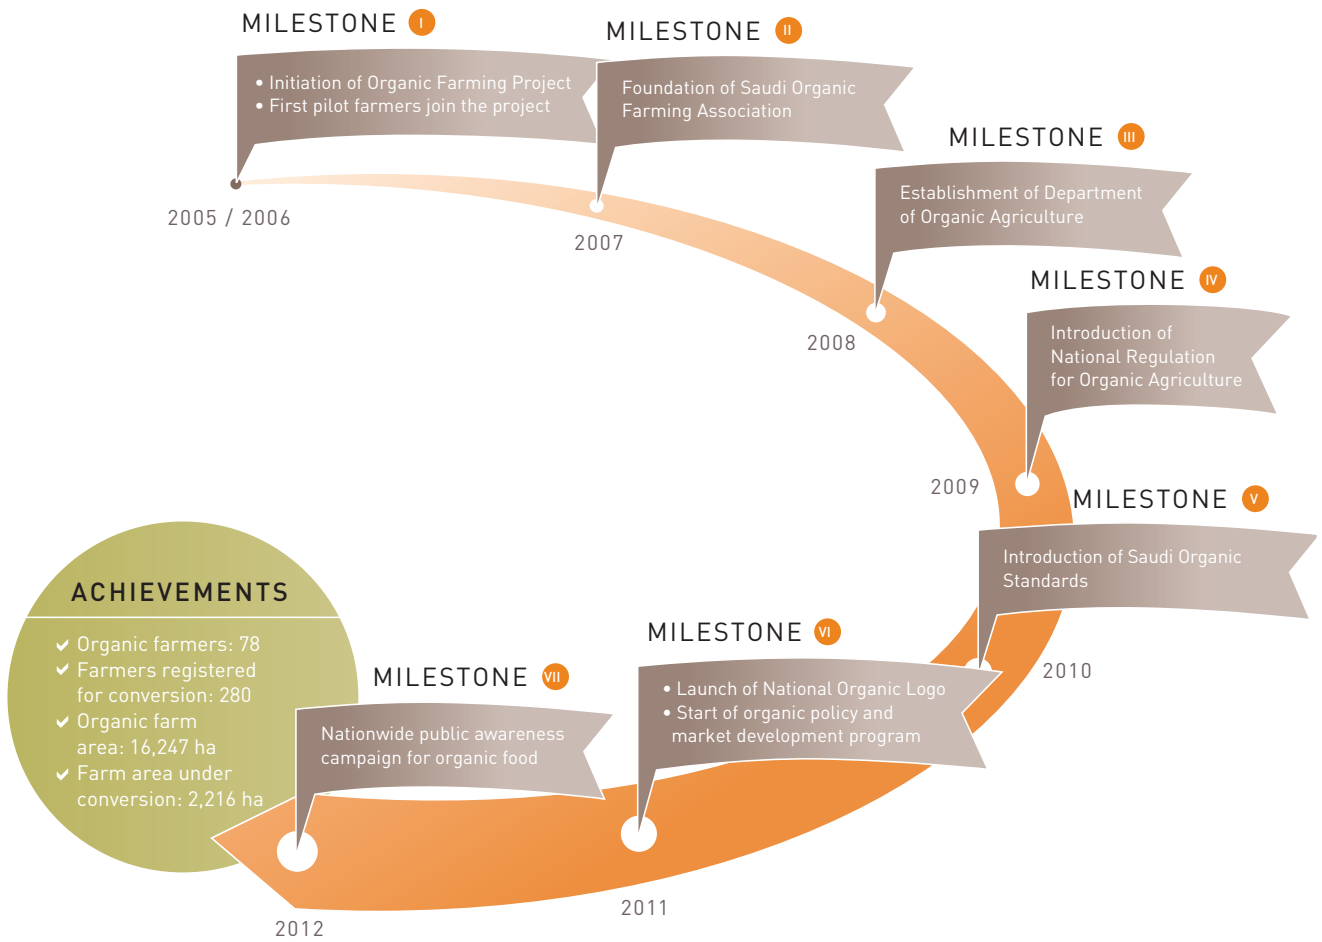 MILESTONE I
• Initiation of Organic Farming Project
• First pilot farmers join the project
2005 / 2006
MILESTONE II
Foundation of Saudi Organic
Farming Association
2007
MILESTONE III
Establishment of Department
of Organic Agriculture
2008
MILESTONE IV
Introduction of
National Regulation
for Organic Agriculture
2009
MILESTONE V
Introduction of Saudi Organic
Standards
2010
MILESTONE VI
• Launch of National Organic Logo
• Start of organic policy and
market development program
2011
MILESTONE VII
Nationwide public awareness
campaign for organic food
2012
ACHIEVEMENTS
Organic farmers: 78
Farmers registered
for conversion: 280
Organic farm
area: 16,247 ha
Farm area under
conversion: 2,216 ha